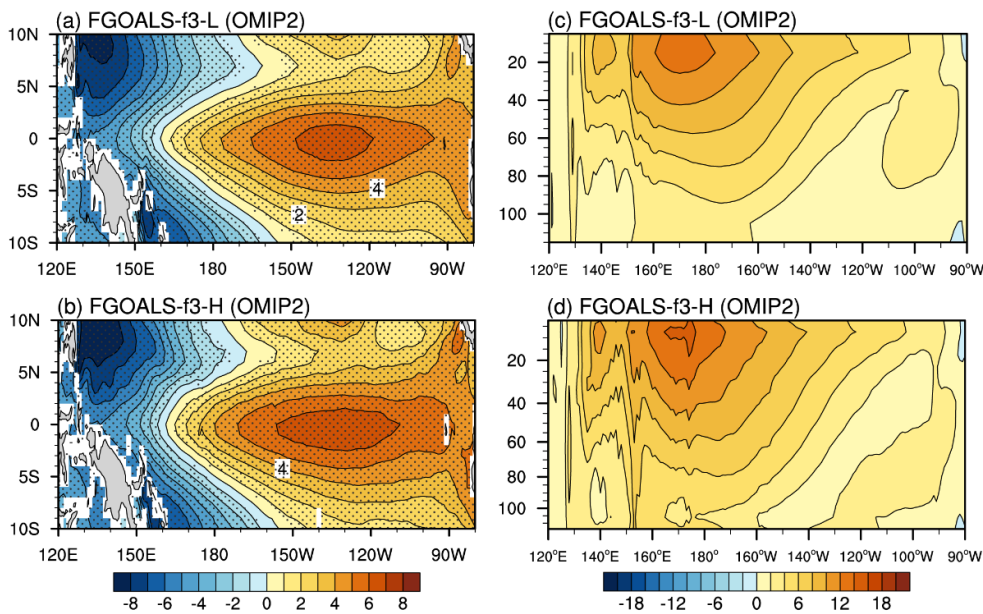 (a) FGOALS-f3-L (OMIP2)
10N
5N
0
5S
10S
4
2
120E 150E 180 150W 120W 90W
c) FGOALS-f3-L (OMIP2)
20
40
60
80
100
120°E 140°E 160°E 180° 160°W 140°W 120°W 100°W 90°W
(b) FGOALS-f3-H (OMIP2)
10N
5N
0
5S
10S
4
120E 150E 180 150W 120W 90W
-8 -6 -4 -2 0 2 4 6 8
d) FGOALS-f3-H (OMIP2)
20
40
60
80
100
120°E 140°E 160°E 180° 160°W 140°W 120°W 100°W 90°W
-18 -12 -6 0 6 12 18